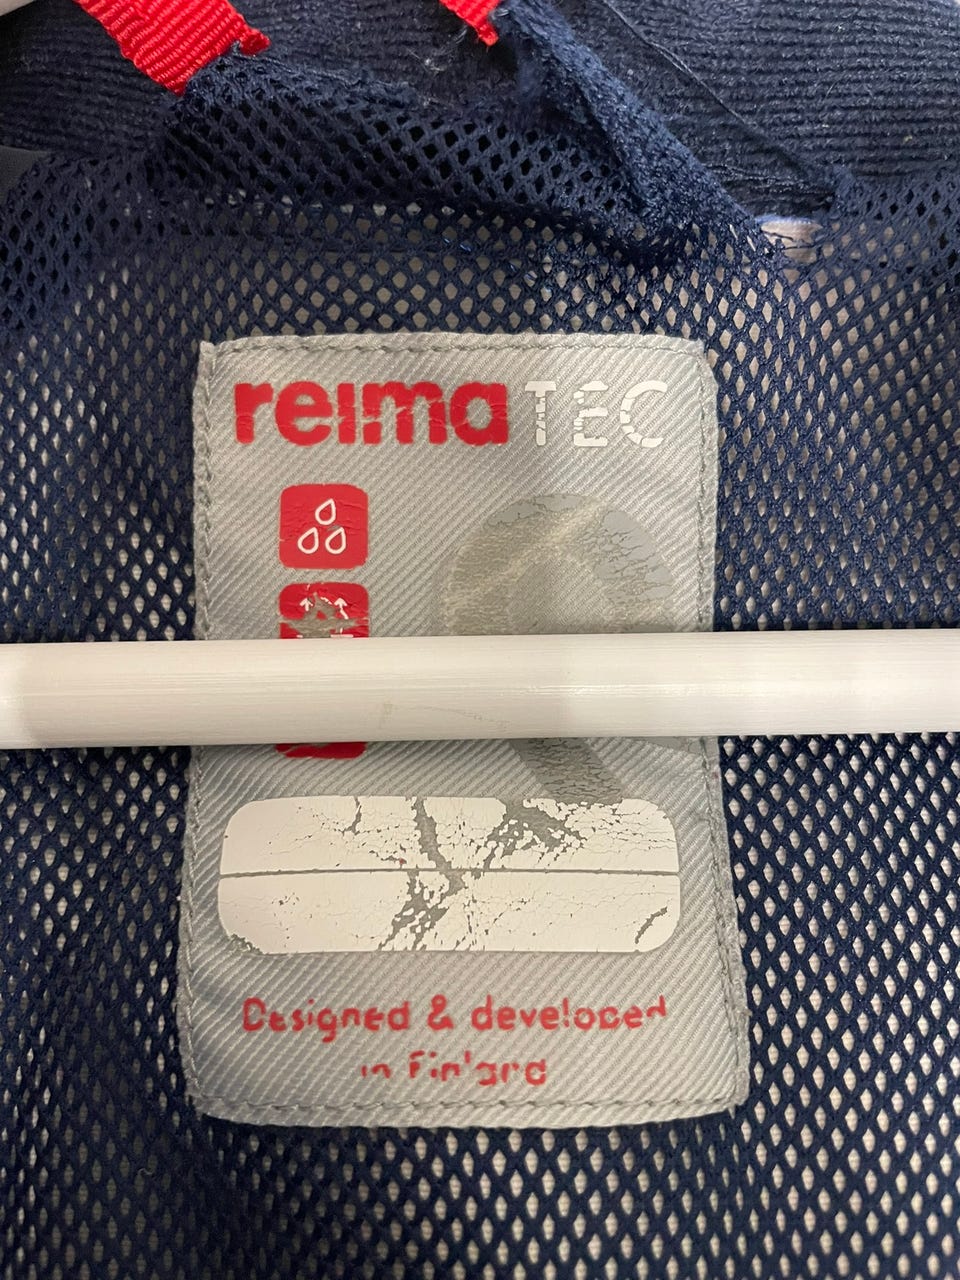 reima TEC
Designed & developed
in Finland